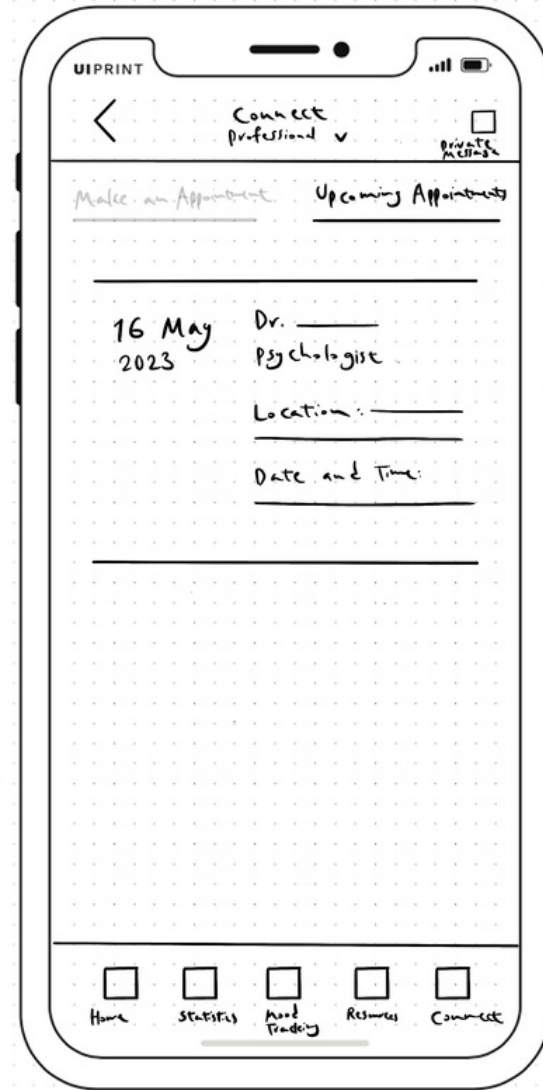 UIPRINT
Connect
Professional
Private
Message
Make an Appointment
Upcoming Appointments
16 May
2023
Dr.
Psychologist
Location:
Date and Time:
Home
Statistics
Mood
Tracking
Resources
Connect